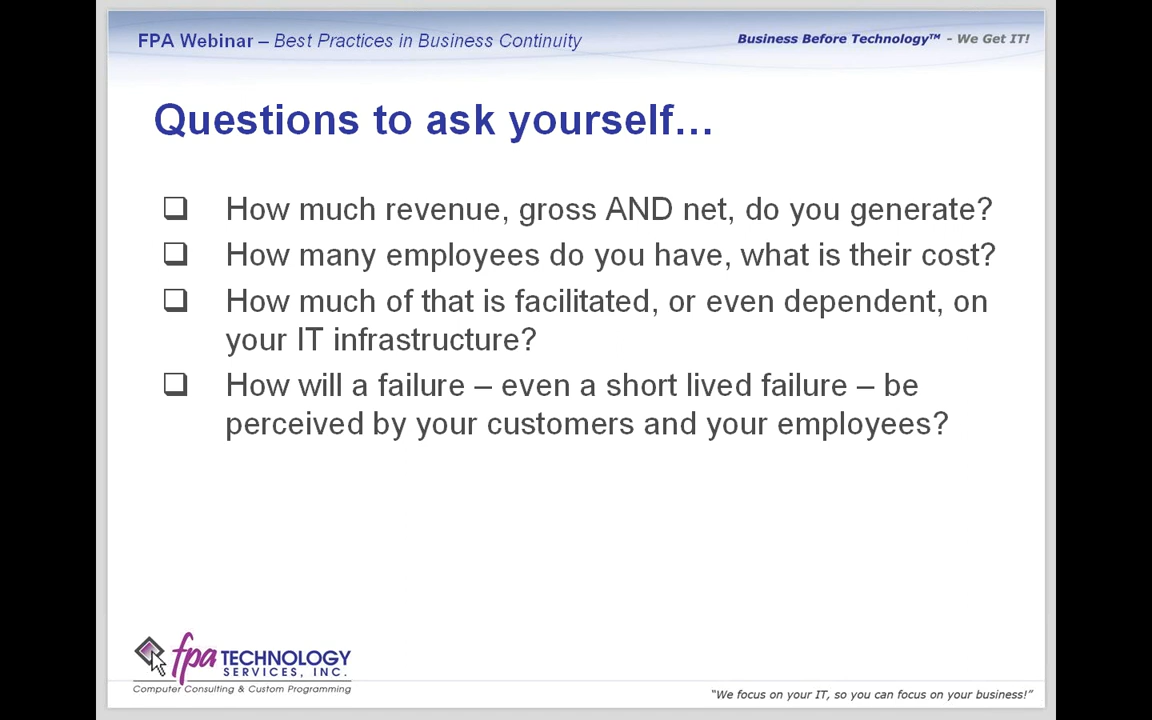 FPA Webinar – Best Practices in Business Continuity
Business Before Technology™ - We Get IT!
Questions to ask yourself...
❑ How much revenue, gross AND net, do you generate?
❑ How many employees do you have, what is their cost?
❑ How much of that is facilitated, or even dependent, on
your IT infrastructure?
❑ How will a failure – even a short lived failure – be
perceived by your customers and your employees?
fpa TECHNOLOGY
SERVICES, INC.
Computer Consulting & Custom Programming
“We focus on your IT, so you can focus on your business!”